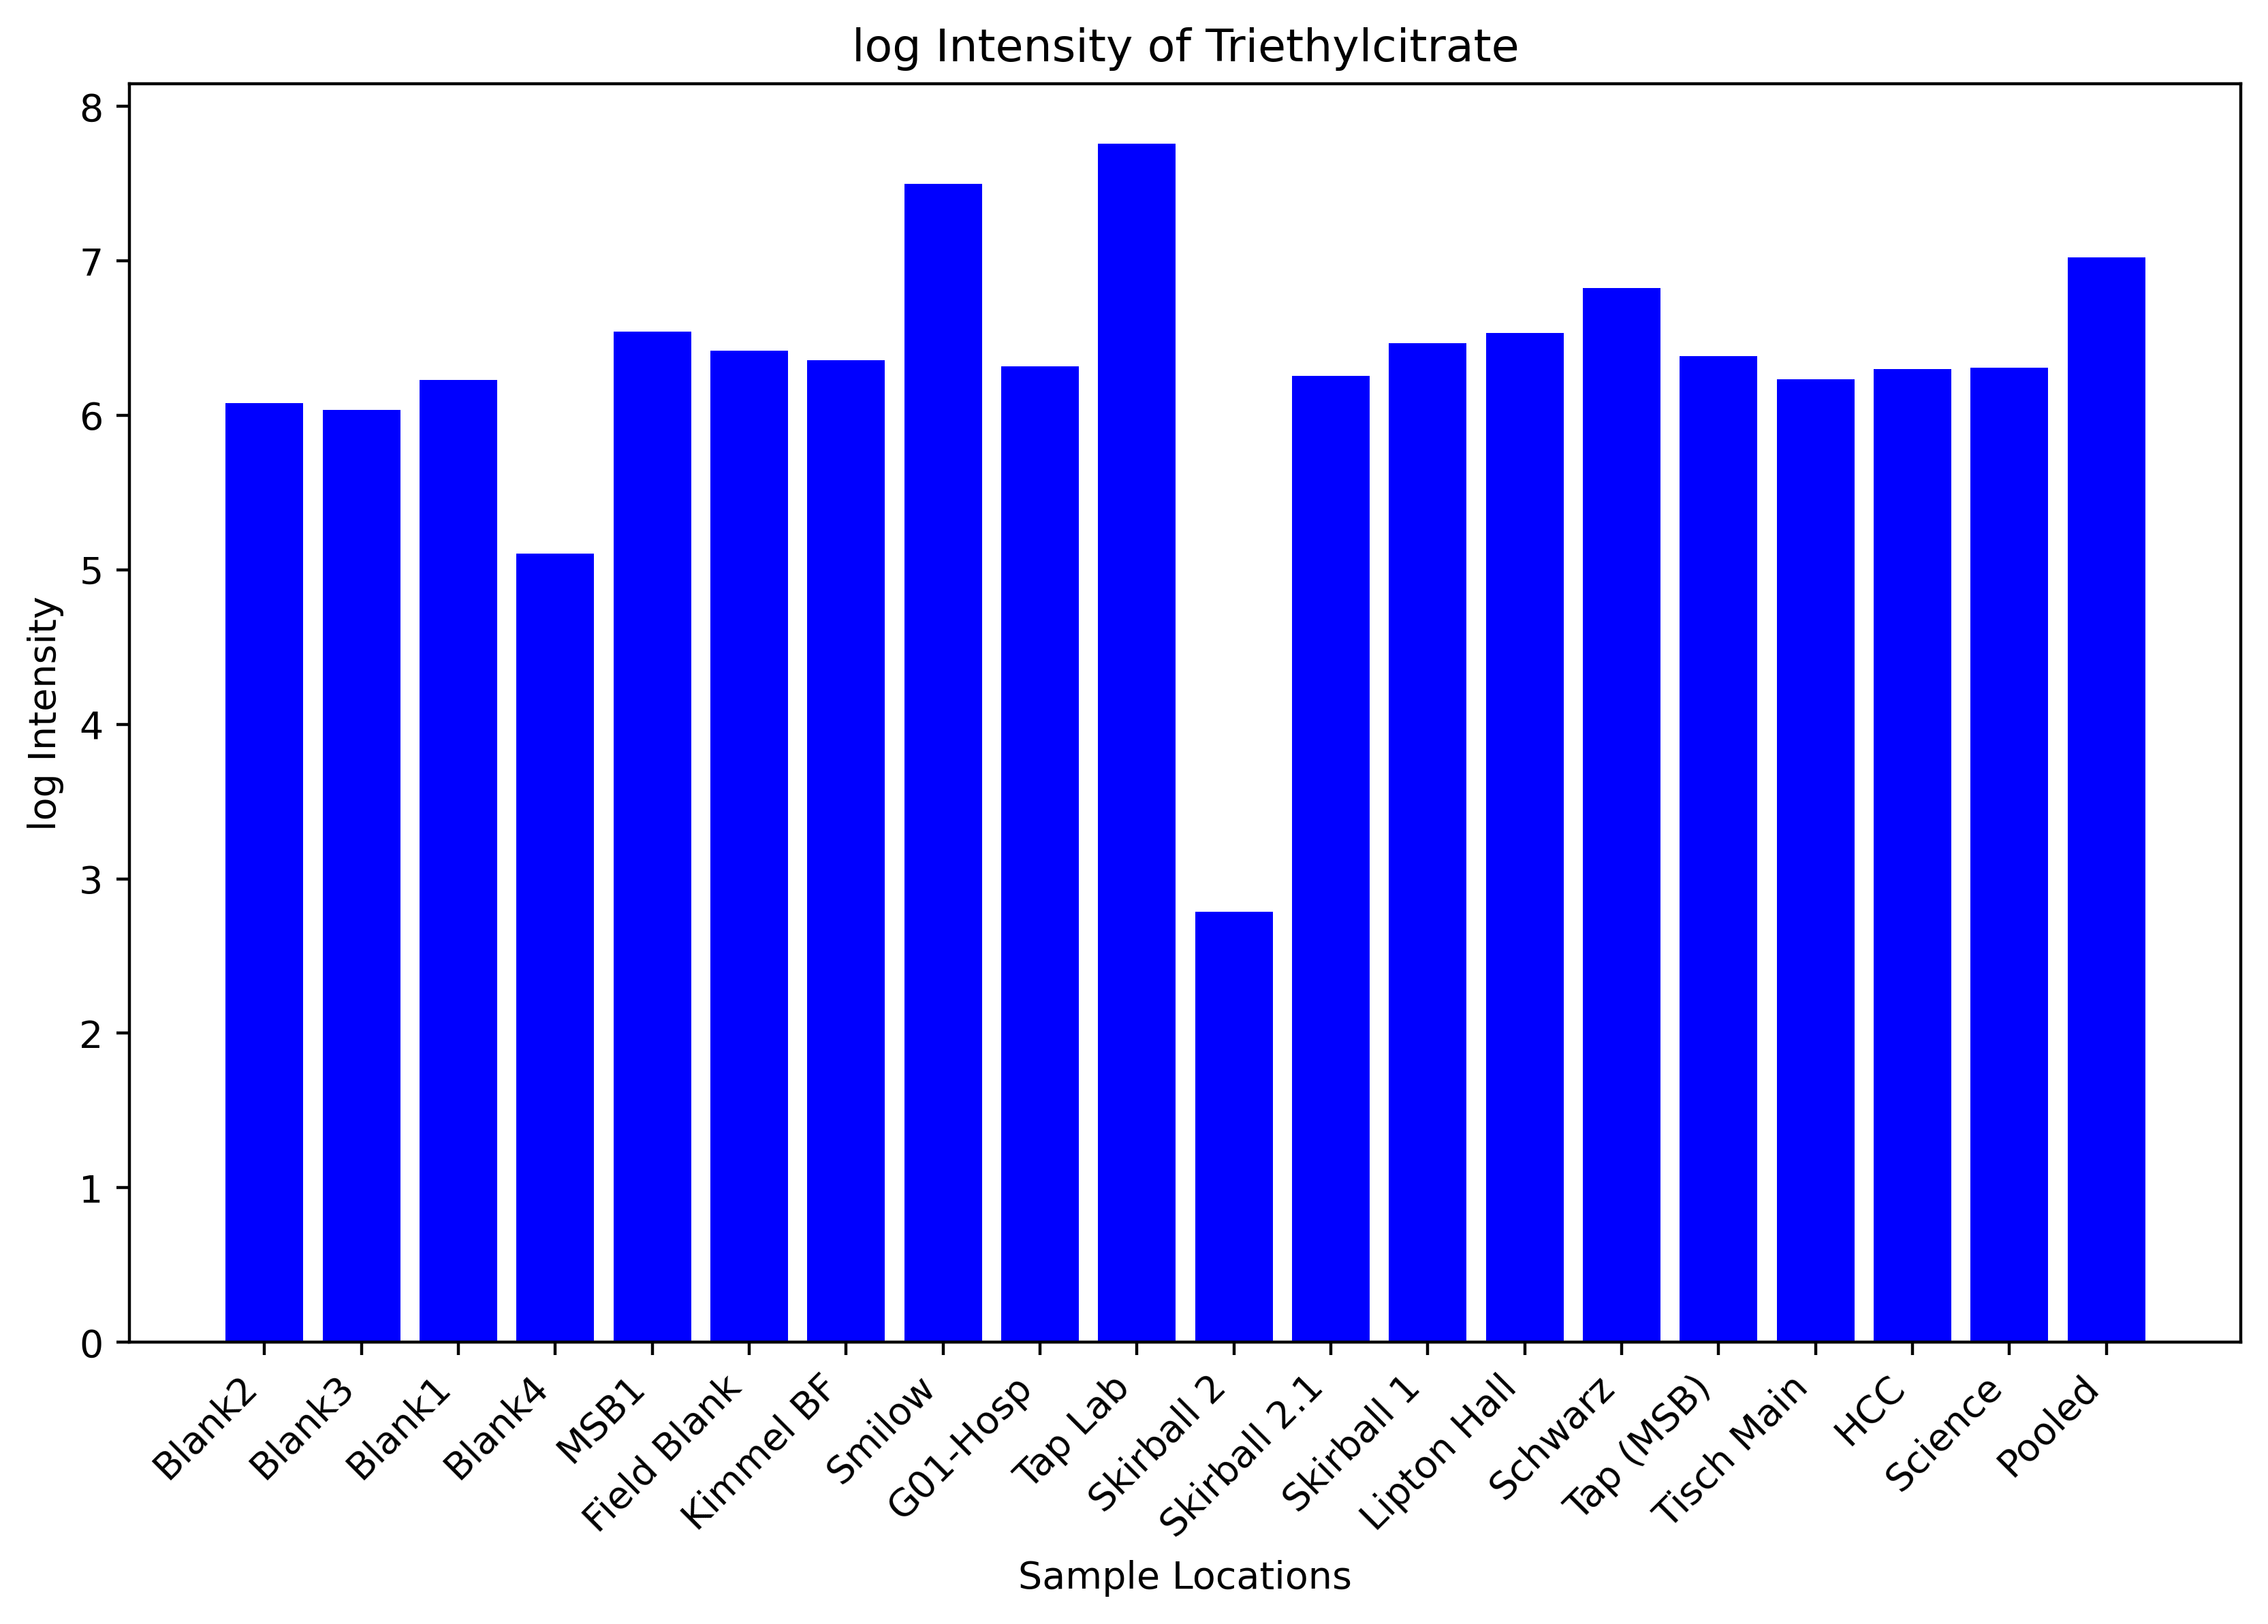 log Intensity of Triethylcitrate
8
7
6
5
4
3
2
1
0
log Intensity
Blank2
Blank3
Blank1
Blank4
MSB1
Field Blank
Kimmel BF
Smilow
G01-Hosp
Tap Lab
Skirball 2
Skirball 2.1
Skirball 1
Lipton Hall
Schwarz
Tap (MSB)
Tisch Main
HCC
Science
Pooled
Sample Locations